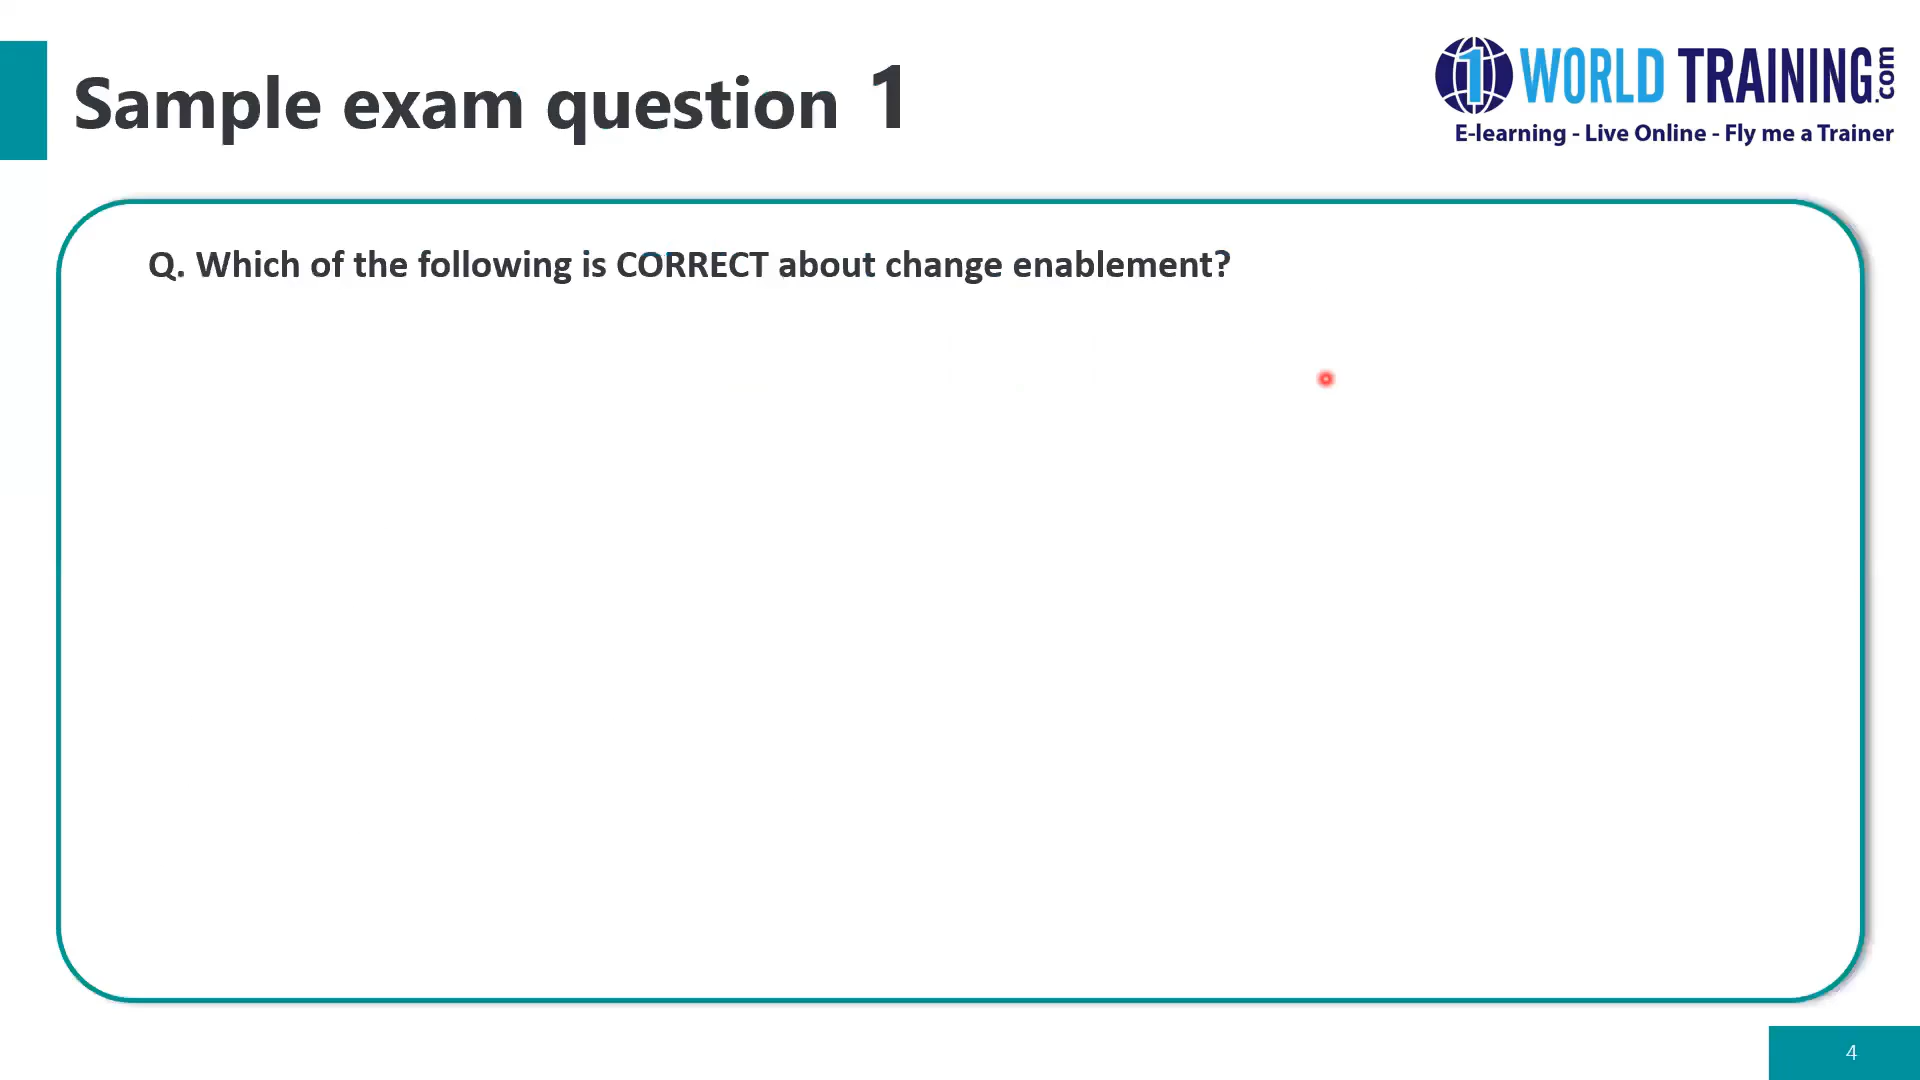 Sample exam question 1
1 WORLD TRAINING.com
E-learning - Live Online - Fly me a Trainer
Q. Which of the following is CORRECT about change enablement?
4